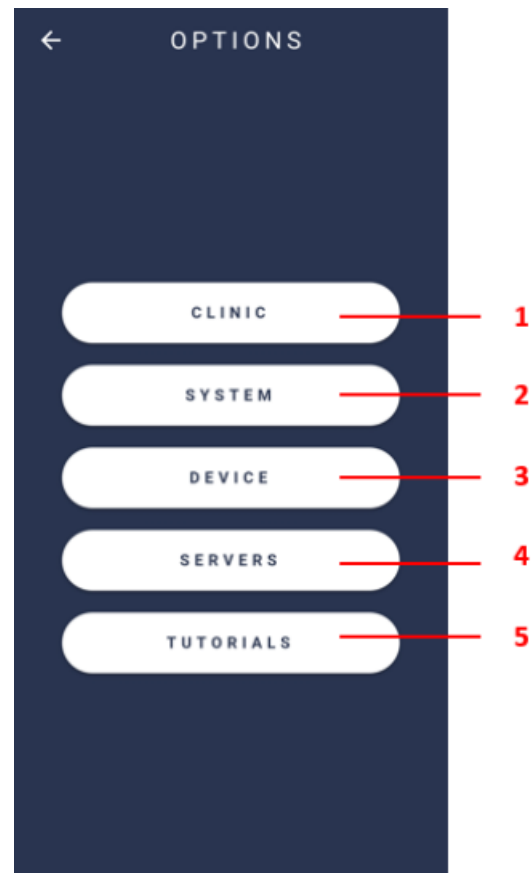 OPTIONS
CLINIC 1
SYSTEM 2
DEVICE 3
SERVERS 4
TUTORIALS 5